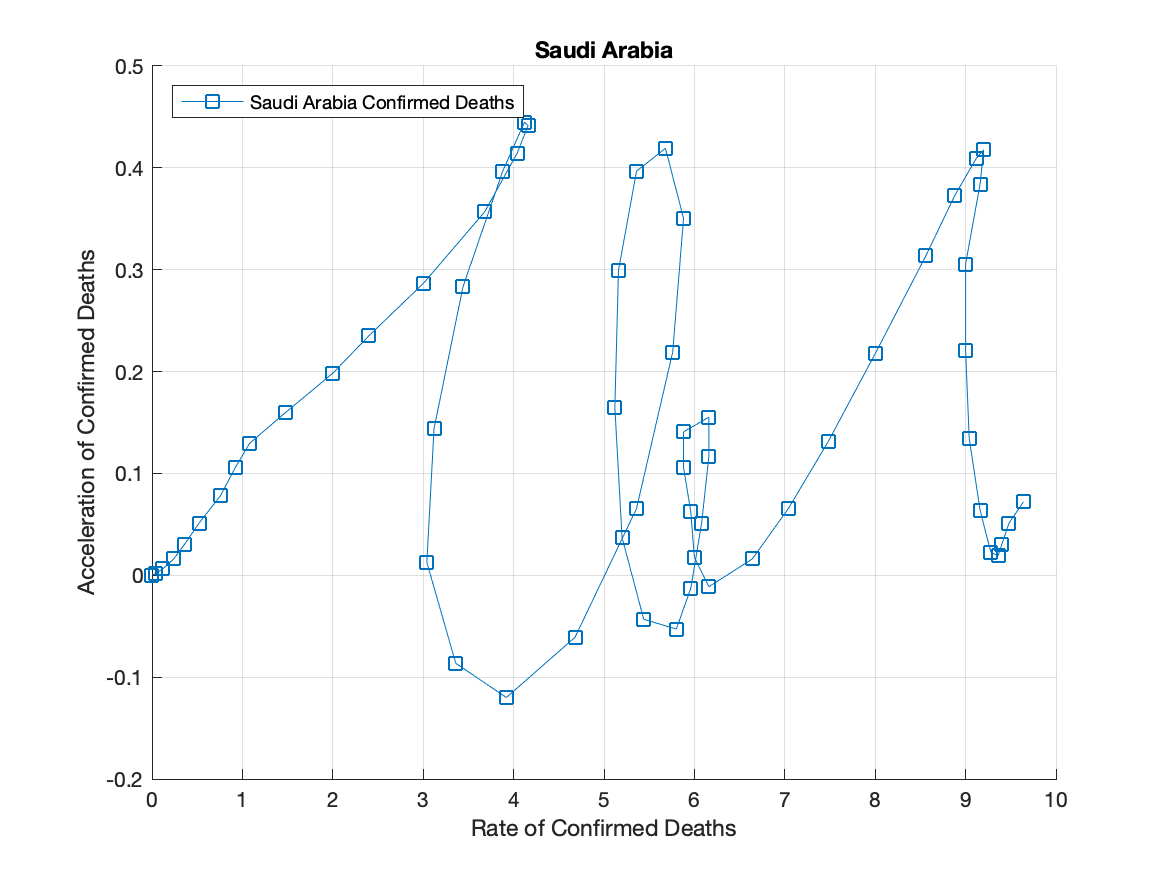 Saudi Arabia
Saudi Arabia Confirmed Deaths
Acceleration of Confirmed Deaths
0.5
0.4
0.3
0.2
0.1
0
-0.1
-0.2
0 1 2 3 4 5 6 7 8 9 10
Rate of Confirmed Deaths